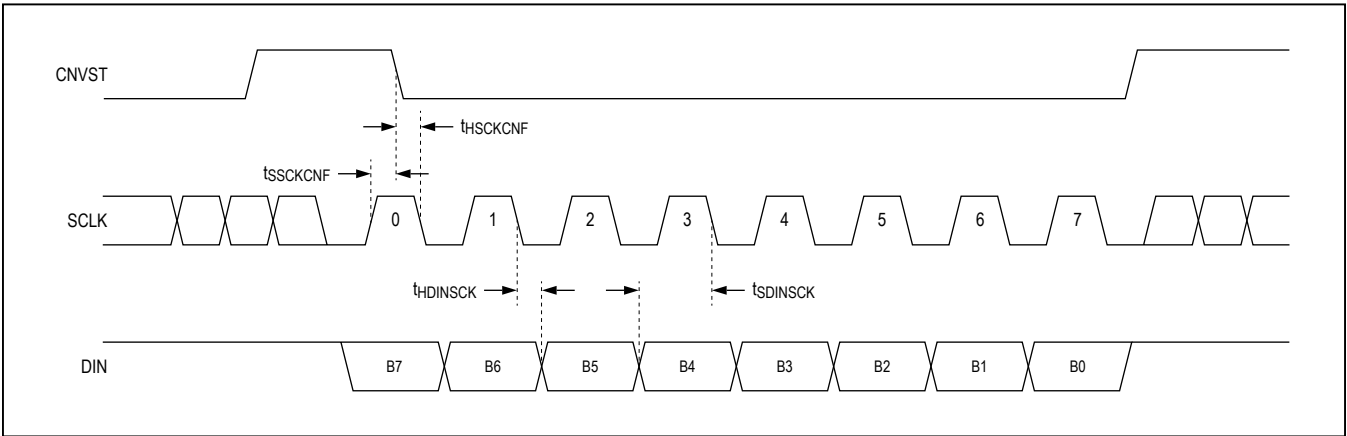 CNVST
tHSCKCNF
tSSCKCNF
SCLK
0 1 2 3 4 5 6 7
tHDINSCK
tSDINSCK
DIN
B7 B6 B5 B4 B3 B2 B1 B0